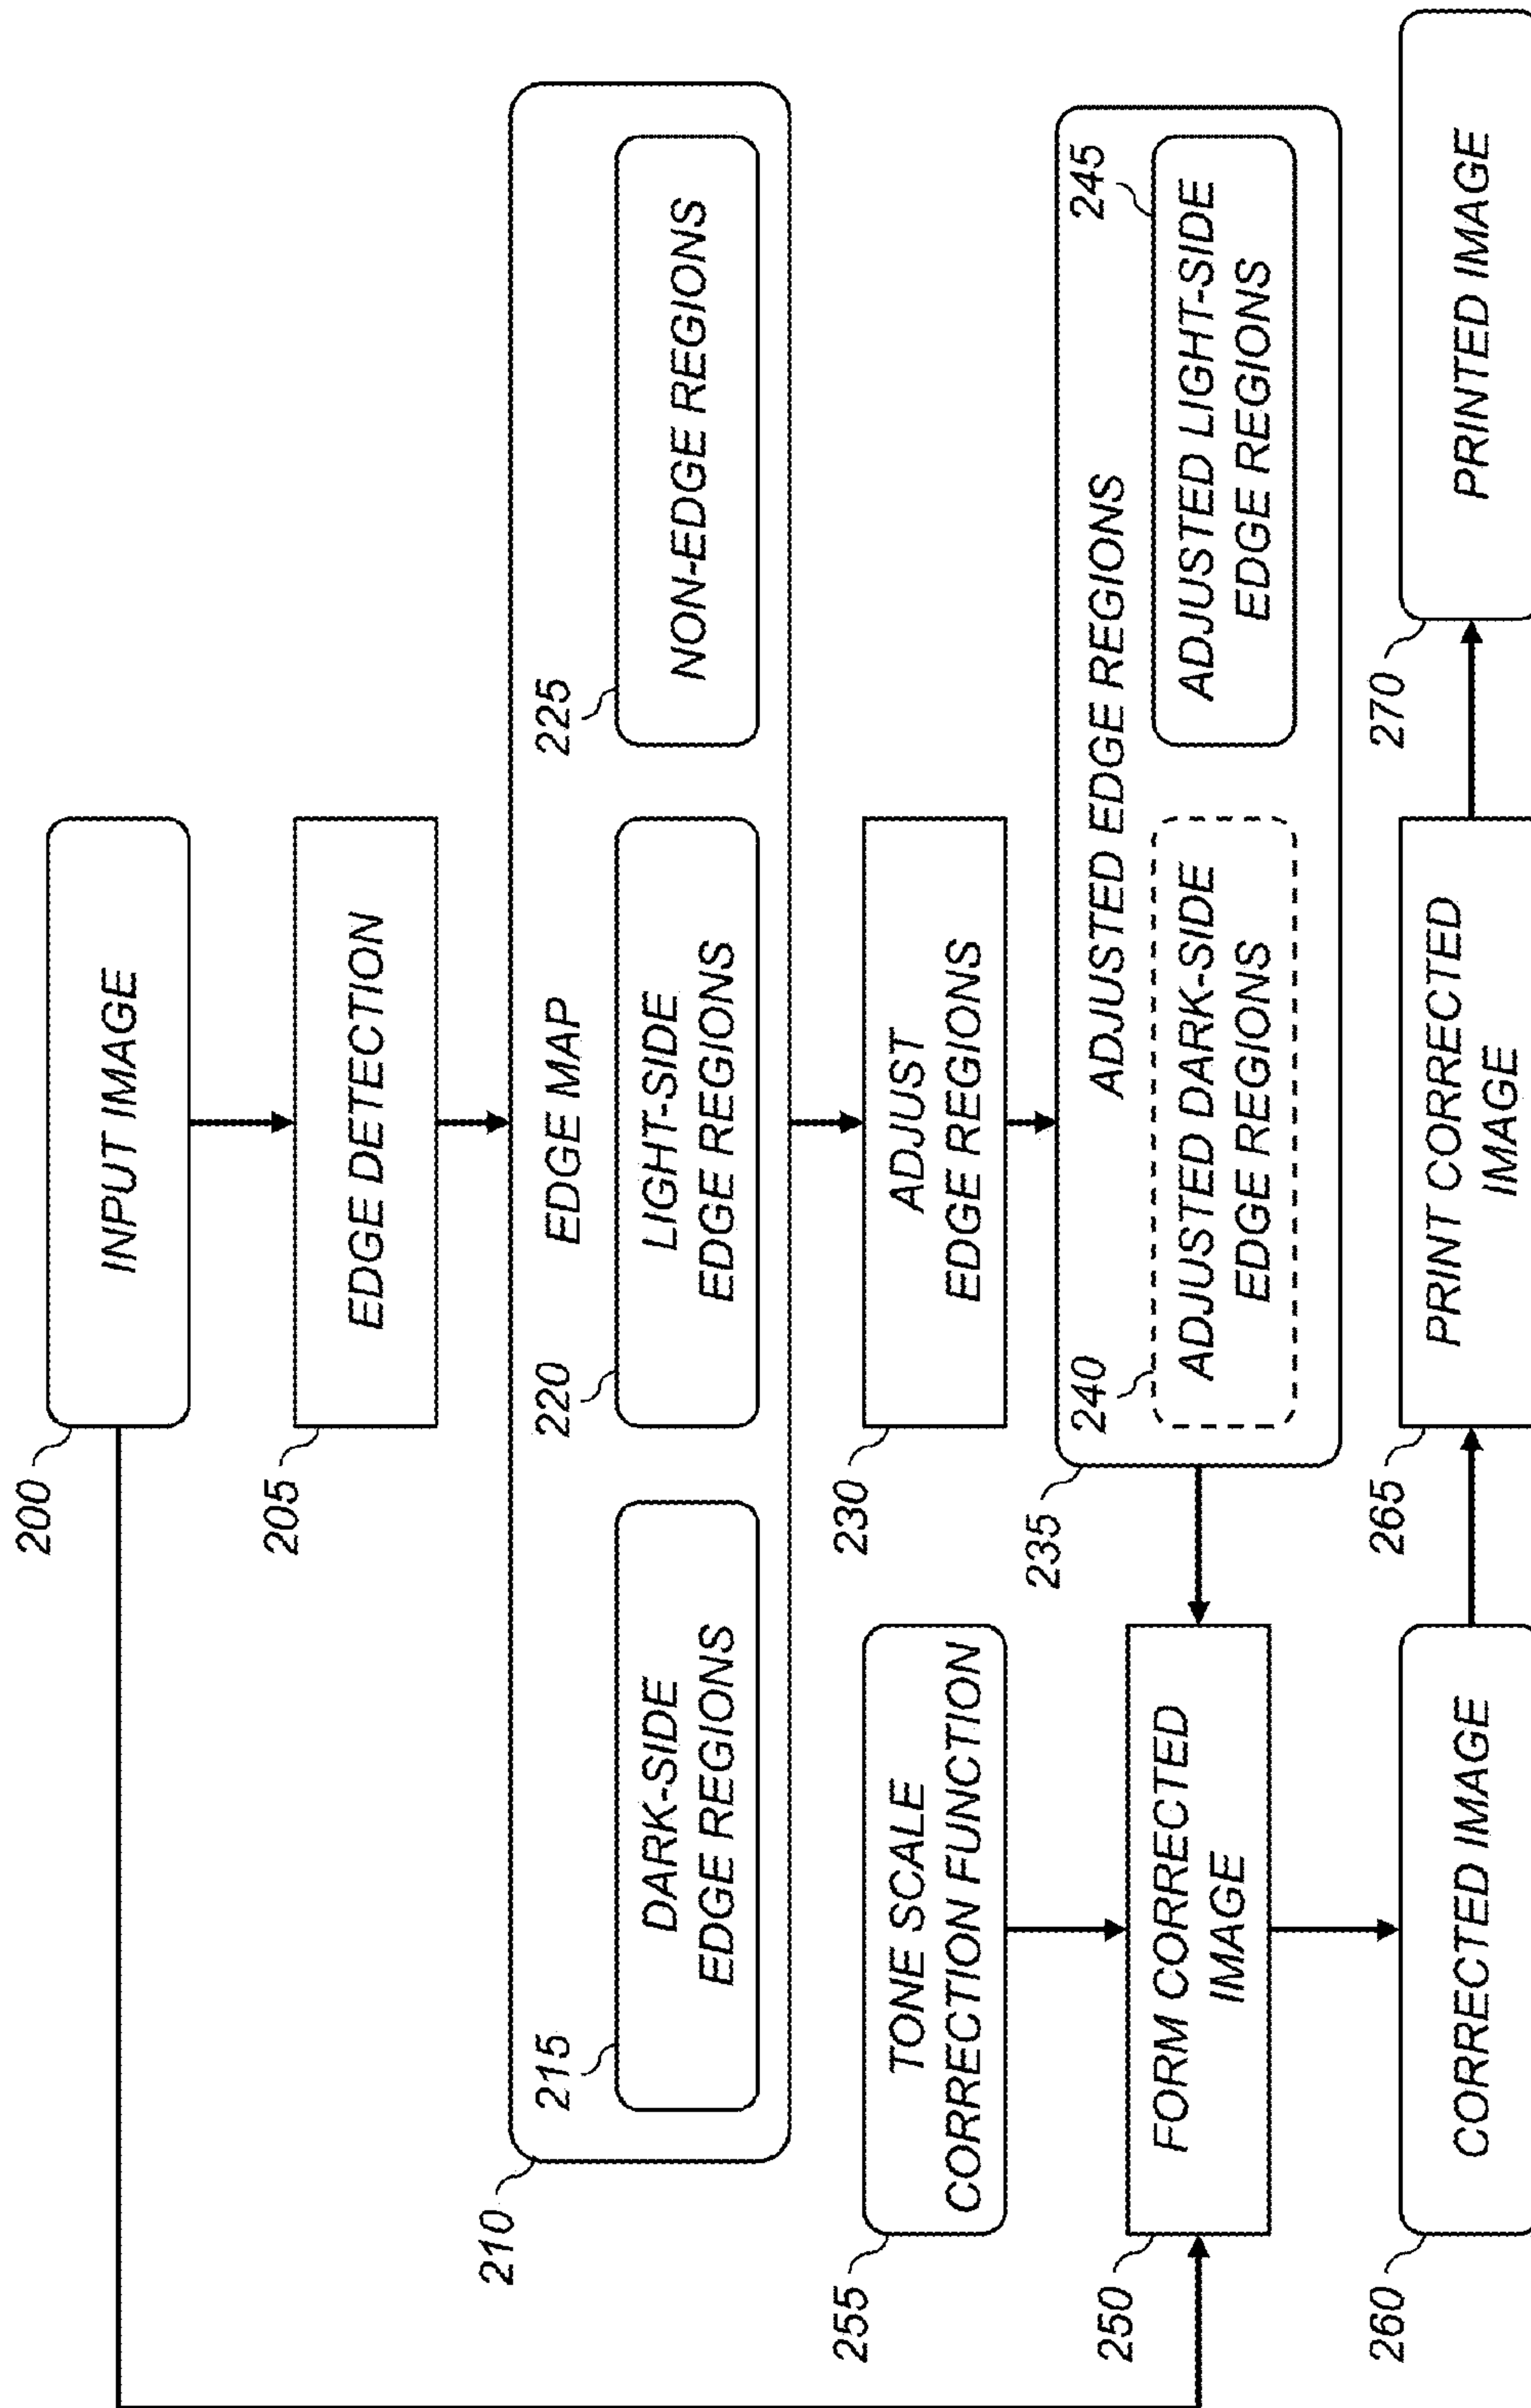 200
INPUT IMAGE
205
EDGE DETECTION
210
EDGE MAP
215
DARK-SIDE
EDGE REGIONS
220
LIGHT-SIDE
EDGE REGIONS
225
NON-EDGE REGIONS
230
ADJUST
EDGE REGIONS
235
ADJUSTED EDGE REGIONS
240
ADJUSTED DARK-SIDE
EDGE REGIONS
245
ADJUSTED LIGHT-SIDE
EDGE REGIONS
255
TONE SCALE
CORRECTION FUNCTION
250
FORM CORRECTED
IMAGE
260
CORRECTED IMAGE
265
PRINT CORRECTED
IMAGE
270
PRINTED IMAGE